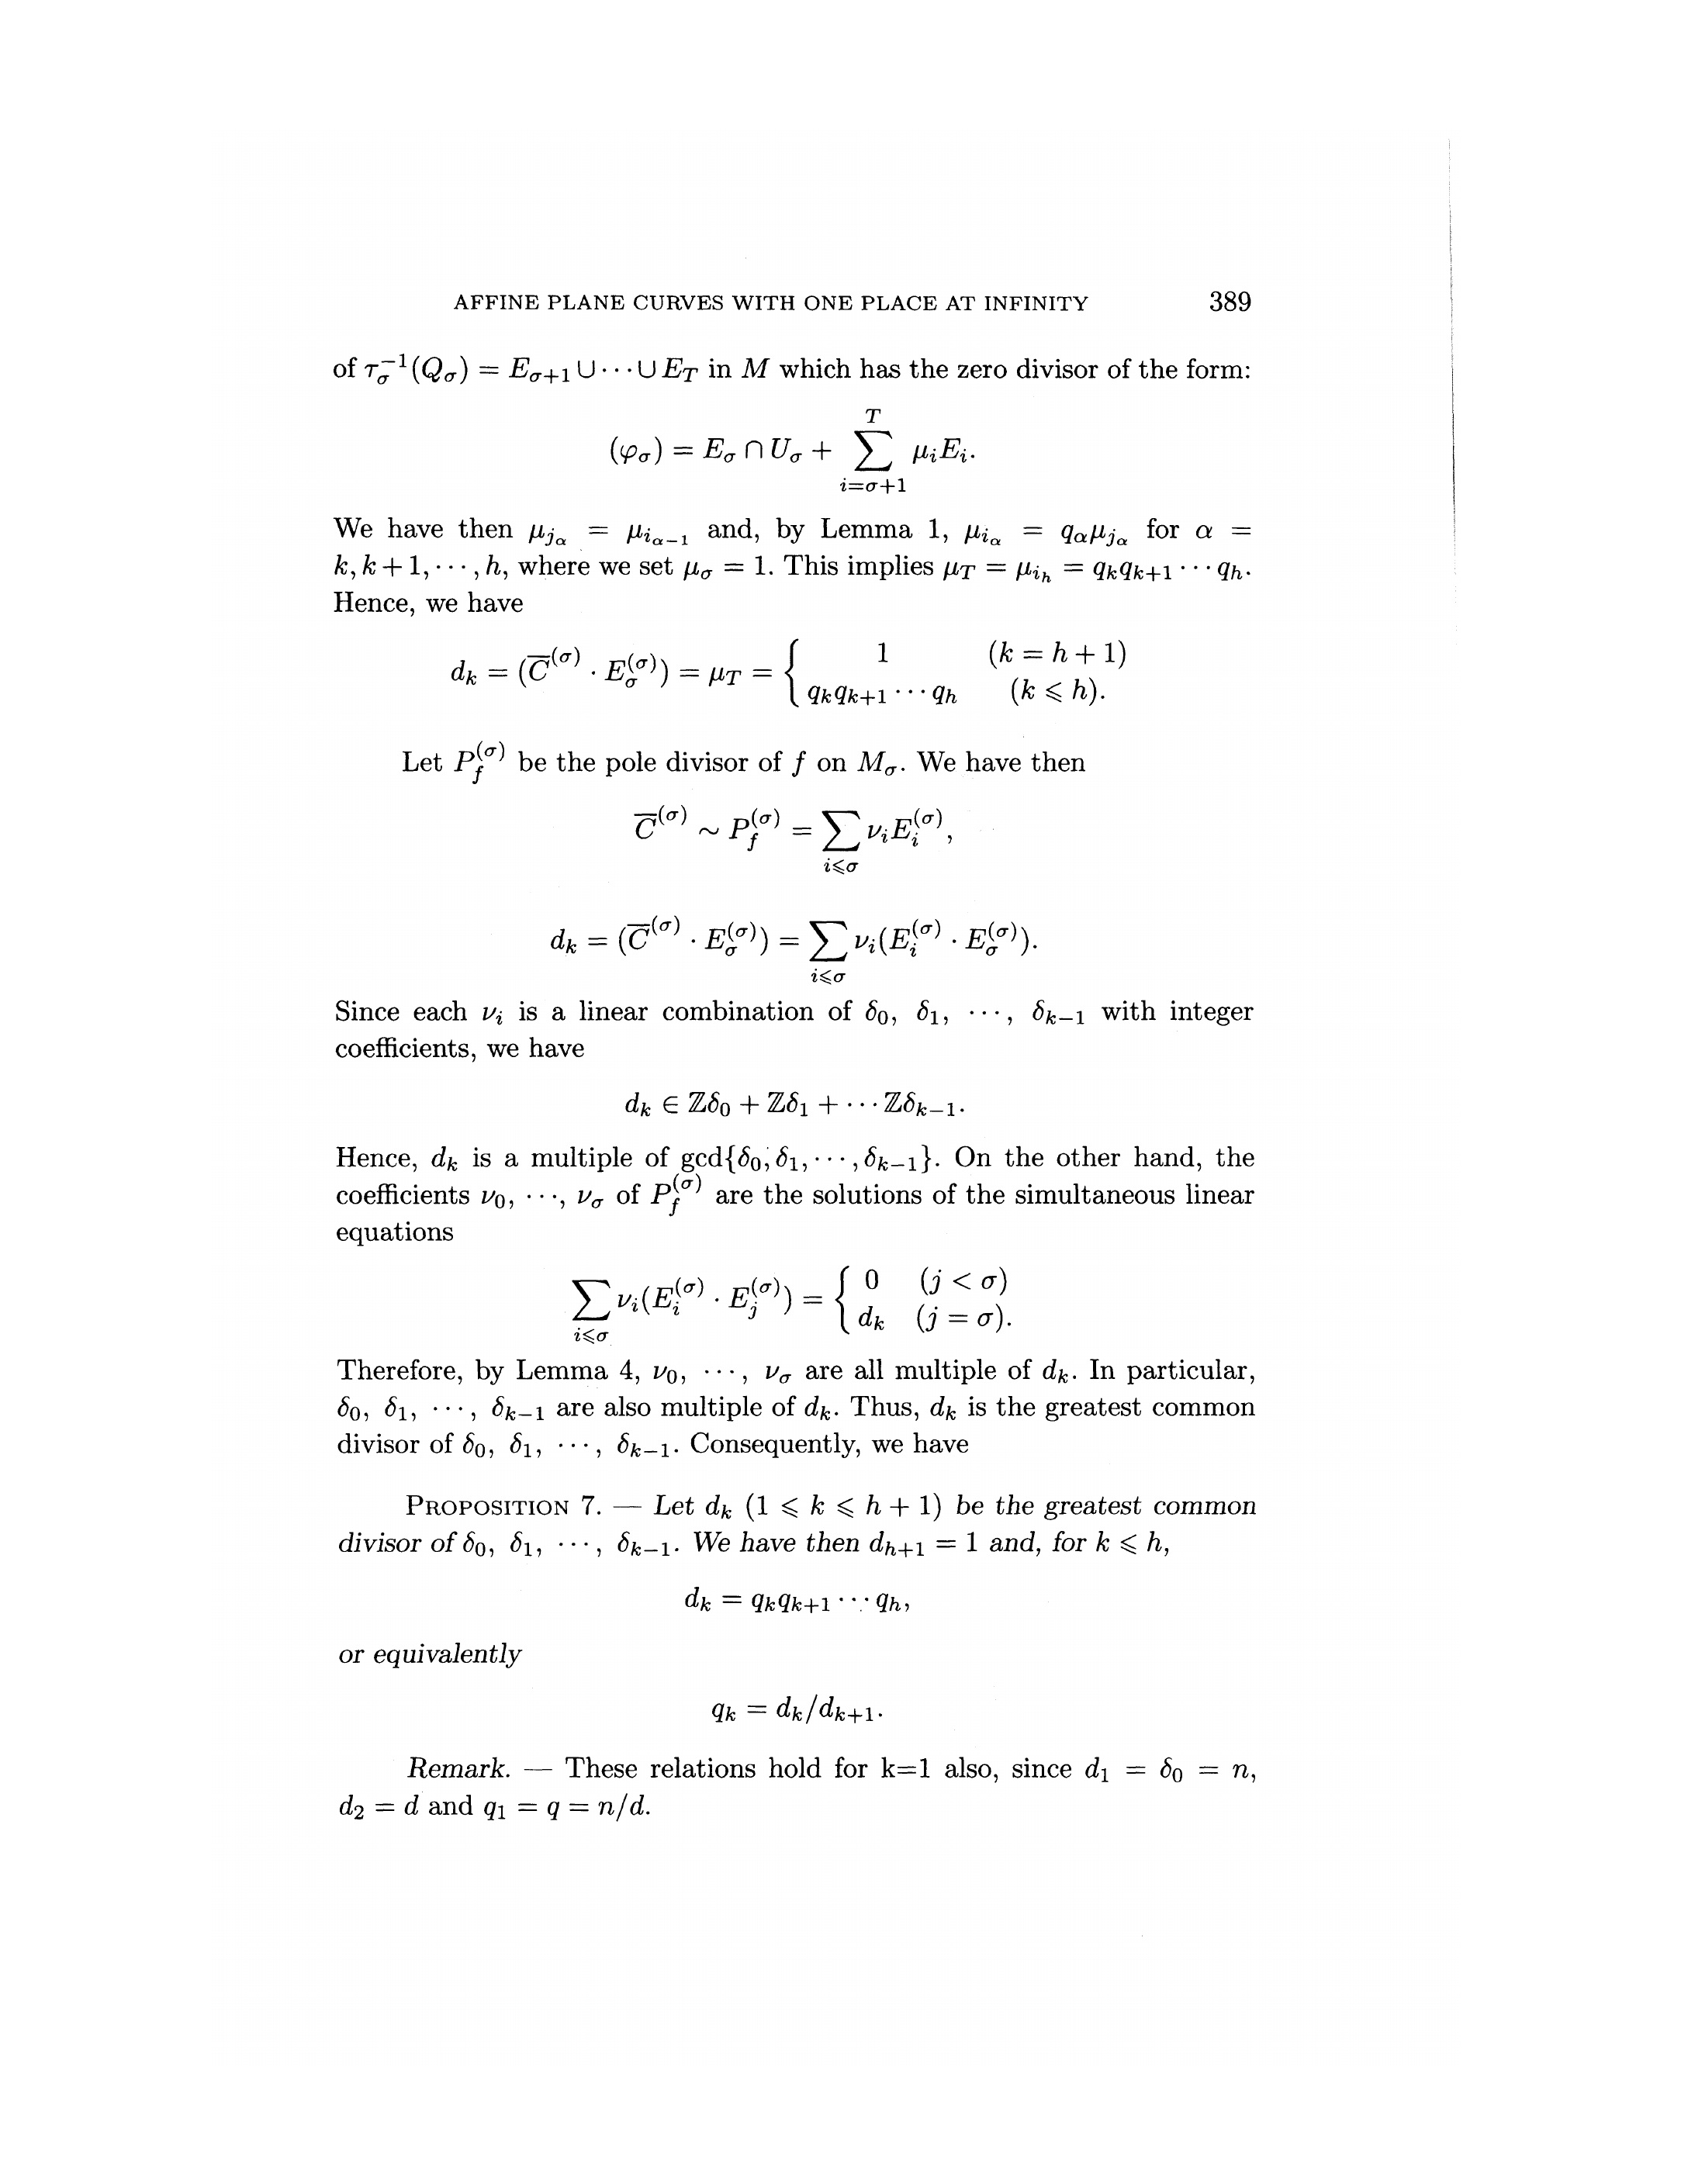 AFFINE PLANE CURVES WITH ONE PLACE AT INFINITY 389
of $\tau_\sigma^{-1}(Q_\sigma) = E_{\sigma+1} \cup \cdots \cup E_T$ in $M$ which has the zero divisor of the form:
$(\varphi_\sigma) = E_\sigma \cap U_\sigma + \sum_{i=\sigma+1}^{T} \mu_i E_i.$
We have then $\mu_{j_\alpha} = \mu_{i_{\alpha-1}}$ and, by Lemma 1, $\mu_{i_\alpha} = q_\alpha \mu_{j_\alpha}$ for $\alpha =$
$k, k+1, \cdots, h$, where we set $\mu_\sigma = 1$. This implies $\mu_T = \mu_{i_h} = q_k q_{k+1} \cdots q_h$.
Hence, we have
$d_k = (\overline{C}^{(\sigma)} \cdot E_\sigma^{(\sigma)}) = \mu_T = \begin{cases} 1 & (k = h+1) \\ q_k q_{k+1} \cdots q_h & (k \leqslant h). \end{cases}$
Let $P_f^{(\sigma)}$ be the pole divisor of $f$ on $M_\sigma$. We have then
$\overline{C}^{(\sigma)} \sim P_f^{(\sigma)} = \sum_{i \leqslant \sigma} \nu_i E_i^{(\sigma)},$
$d_k = (\overline{C}^{(\sigma)} \cdot E_\sigma^{(\sigma)}) = \sum_{i \leqslant \sigma} \nu_i (E_i^{(\sigma)} \cdot E_\sigma^{(\sigma)}).$
Since each $\nu_i$ is a linear combination of $\delta_0, \delta_1, \cdots, \delta_{k-1}$ with integer
coefficients, we have
$d_k \in \mathbb{Z}\delta_0 + \mathbb{Z}\delta_1 + \cdots \mathbb{Z}\delta_{k-1}.$
Hence, $d_k$ is a multiple of $\gcd\{\delta_0, \delta_1, \cdots, \delta_{k-1}\}$. On the other hand, the
coefficients $\nu_0, \cdots, \nu_\sigma$ of $P_f^{(\sigma)}$ are the solutions of the simultaneous linear
equations
$\sum_{i \leqslant \sigma} \nu_i (E_i^{(\sigma)} \cdot E_j^{(\sigma)}) = \begin{cases} 0 & (j < \sigma) \\ d_k & (j = \sigma). \end{cases}$
Therefore, by Lemma 4, $\nu_0, \cdots, \nu_\sigma$ are all multiple of $d_k$. In particular,
$\delta_0, \delta_1, \cdots, \delta_{k-1}$ are also multiple of $d_k$. Thus, $d_k$ is the greatest common
divisor of $\delta_0, \delta_1, \cdots, \delta_{k-1}$. Consequently, we have
PROPOSITION 7. — Let $d_k$ $(1 \leqslant k \leqslant h+1)$ be the greatest common
divisor of $\delta_0, \delta_1, \cdots, \delta_{k-1}$. We have then $d_{h+1} = 1$ and, for $k \leqslant h$,
$d_k = q_k q_{k+1} \cdots q_h,$
or equivalently
$q_k = d_k / d_{k+1}.$
Remark. — These relations hold for k=1 also, since $d_1 = \delta_0 = n$,
$d_2 = d$ and $q_1 = q = n/d$.